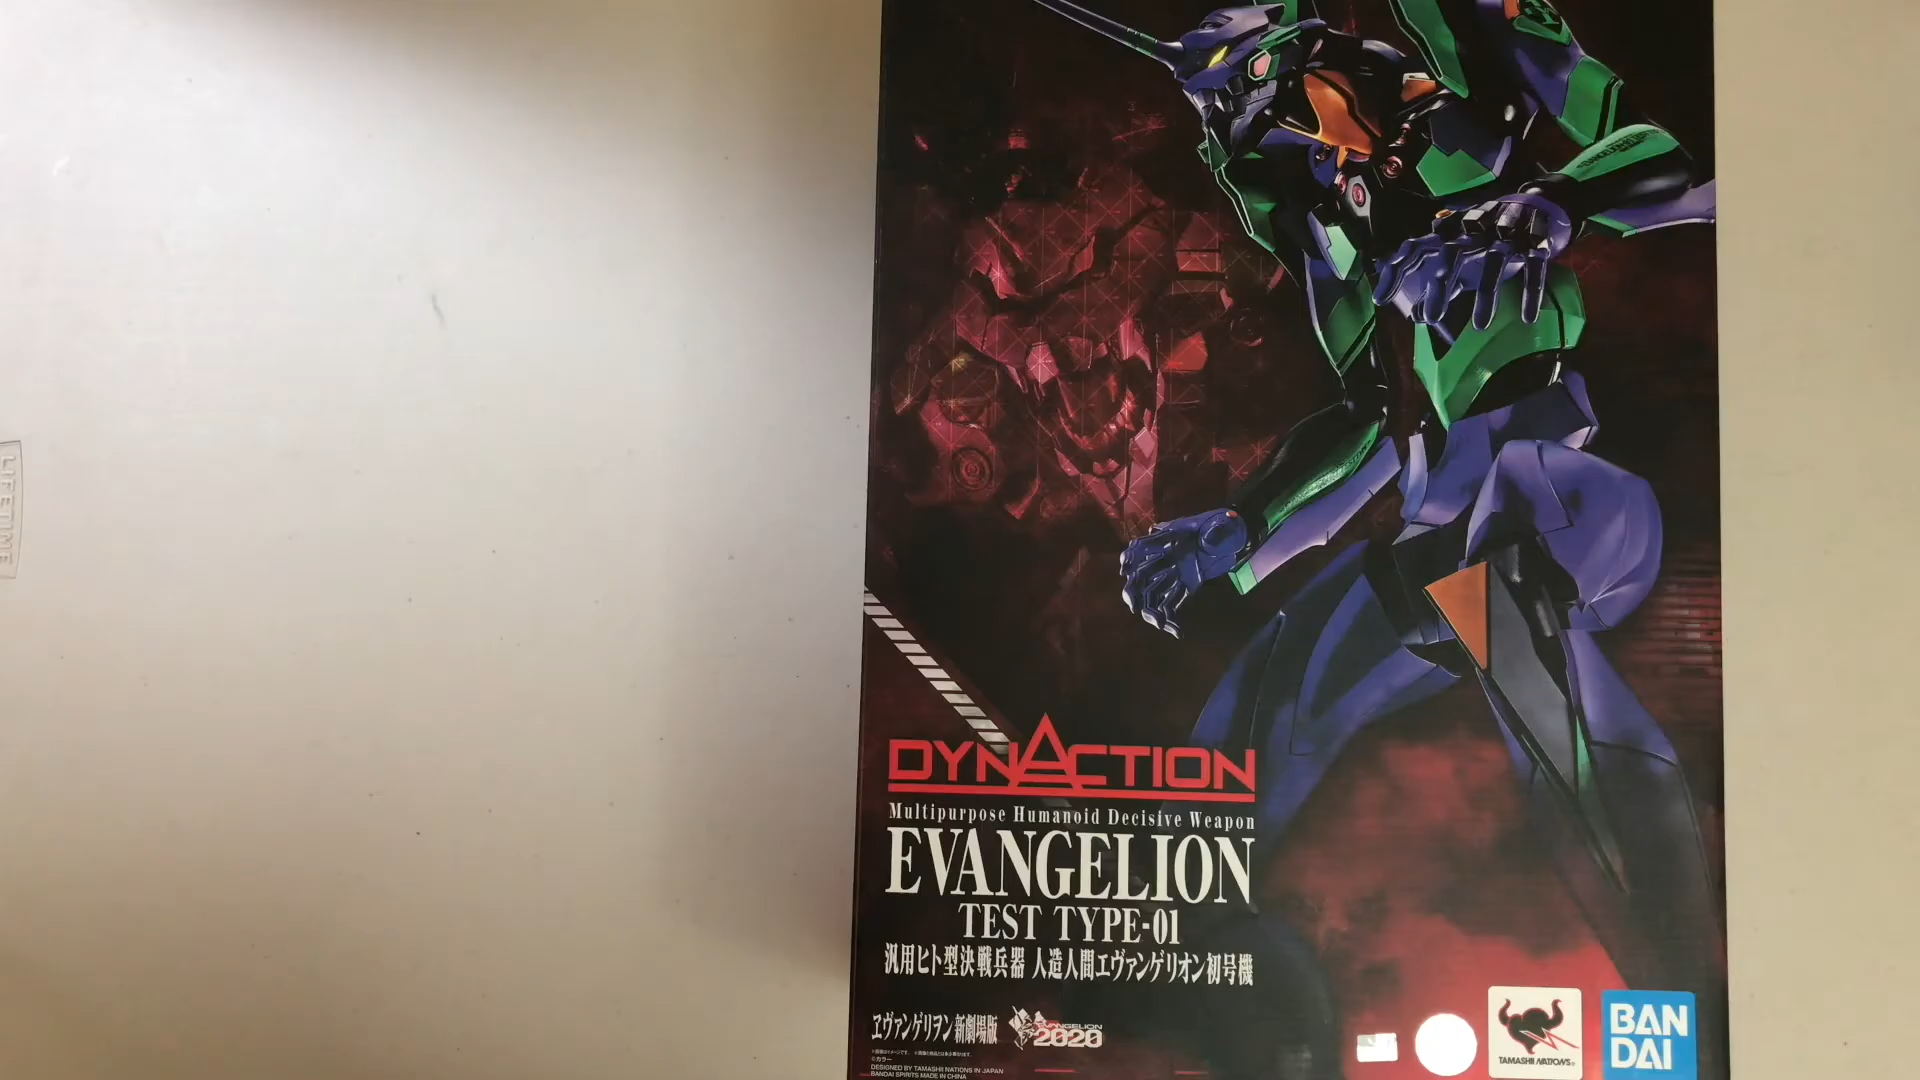 LIFETIME
DYNACTION
Multipurpose Humanoid Decisive Weapon
EVANGELION
TEST TYPE-01
汎用ヒト型決戦兵器 人造人間エヴァンゲリオン初号機
ヱヴァンゲリヲン新劇場版
EVANGELION
2020
©カラー
DESIGNED BY TAMASHII NATIONS IN JAPAN
BANDAI SPIRITS MADE IN CHINA
TAMASHII NATIONS
BAN
DAI